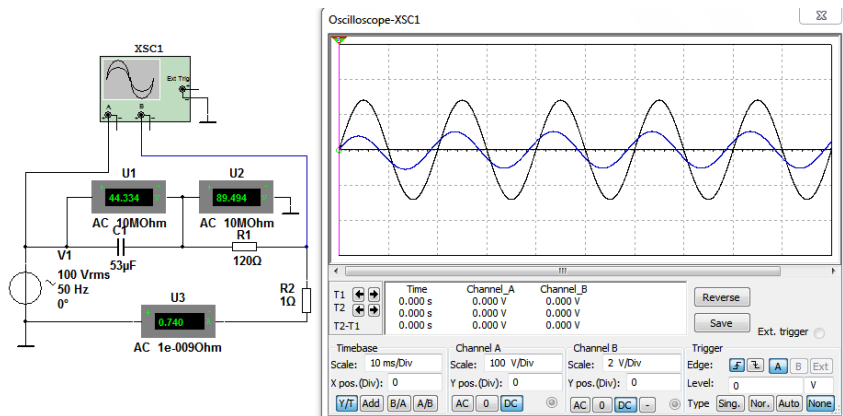 Oscilloscope-XSC1
XSC1
Ext Trig
A
B
U1
44.334
AC 10MOhm
U2
89.494
AC 10MOhm
C1
53µF
R1
120Ω
V1
100 Vrms
50 Hz
0°
R2
1Ω
U3
0.740
AC 1e-009Ohm
T1
T2
T2-T1
Time Channel_A Channel_B
0.000 s 0.000 V 0.000 V
0.000 s 0.000 V 0.000 V
0.000 s 0.000 V 0.000 V
Reverse
Save
Ext. trigger
Timebase
Scale: 10 ms/Div
X pos.(Div): 0
Y/T Add B/A A/B
Channel A
Scale: 100 V/Div
Y pos.(Div): 0
AC 0 DC
Channel B
Scale: 2 V/Div
Y pos.(Div): 0
AC 0 DC -
Trigger
Edge: A B Ext
Level: 0 V
Type Sing. Nor. Auto None